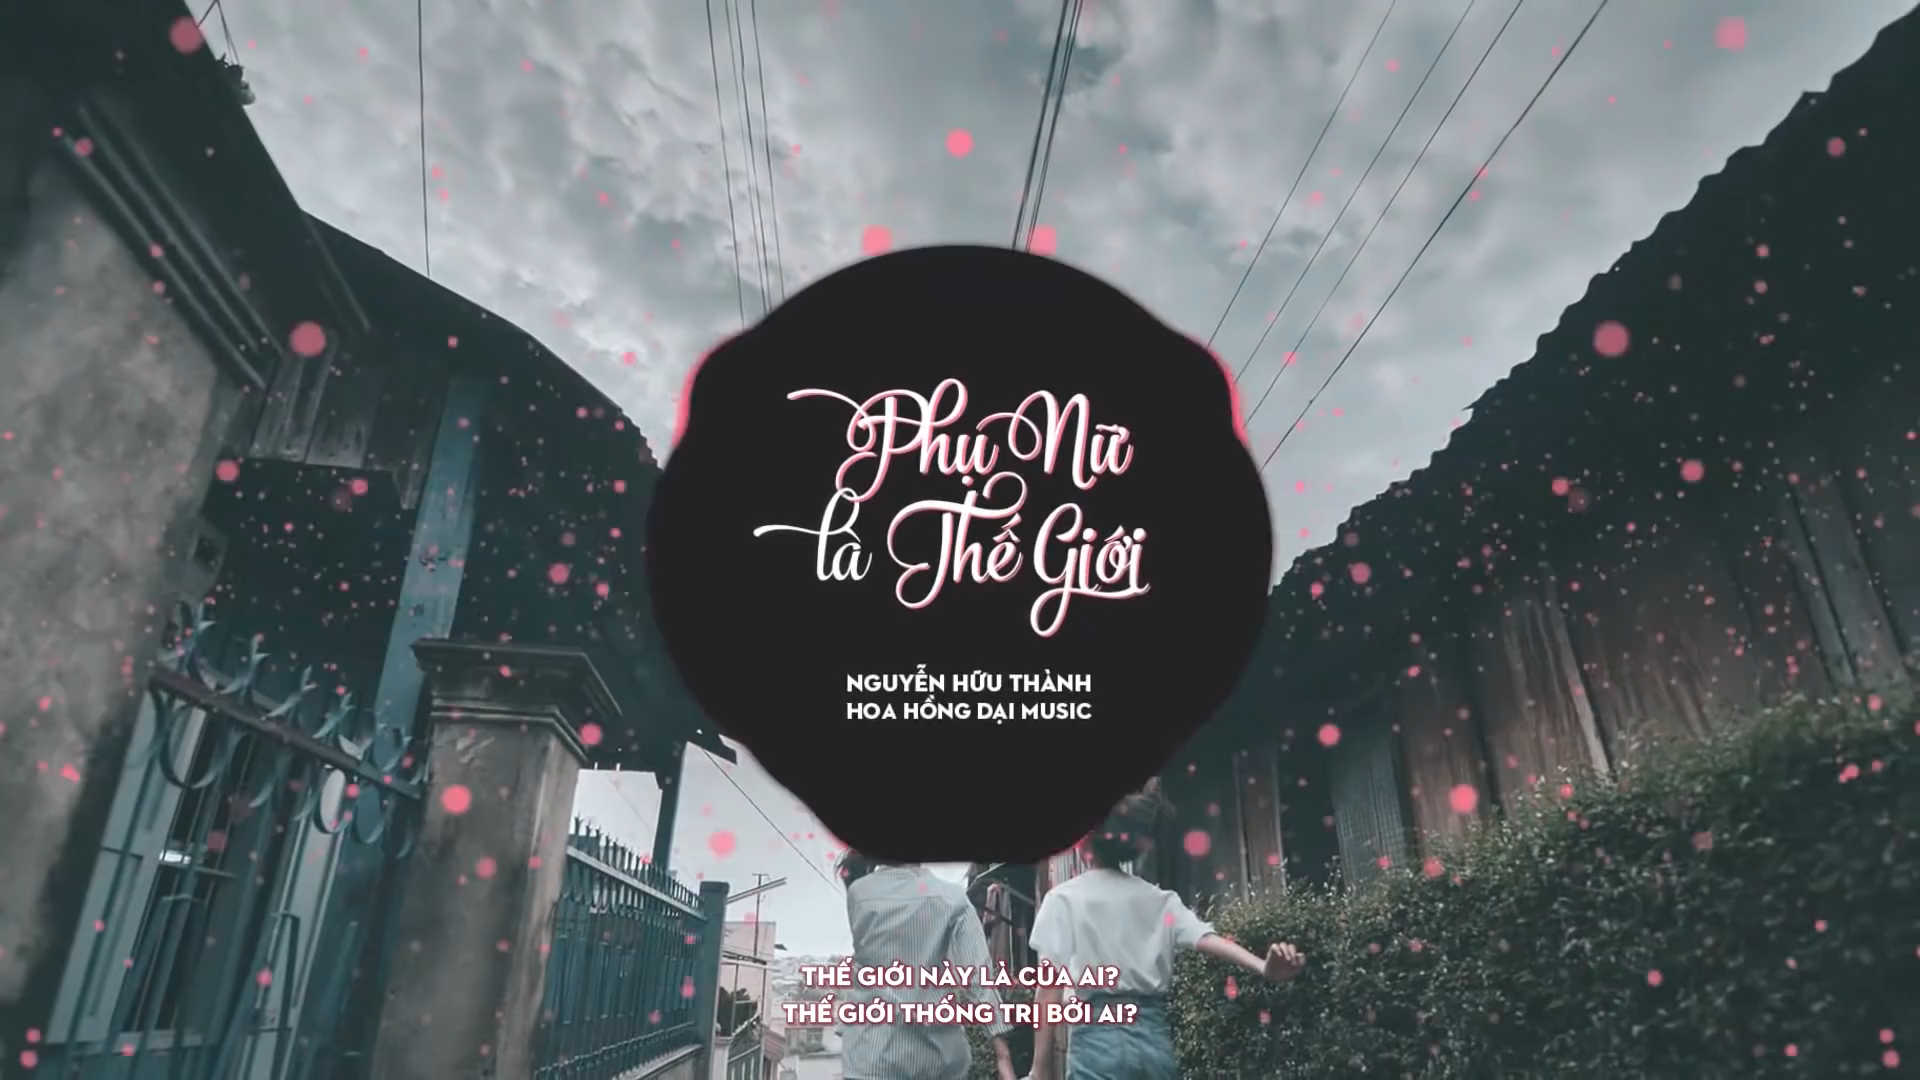 Phụ Nữ
là Thế Giới
NGUYỄN HỮU THÀNH
HOA HỒNG DẠI MUSIC
THẾ GIỚI NÀY LÀ CỦA AI?
THẾ GIỚI THỐNG TRỊ BỞI AI?